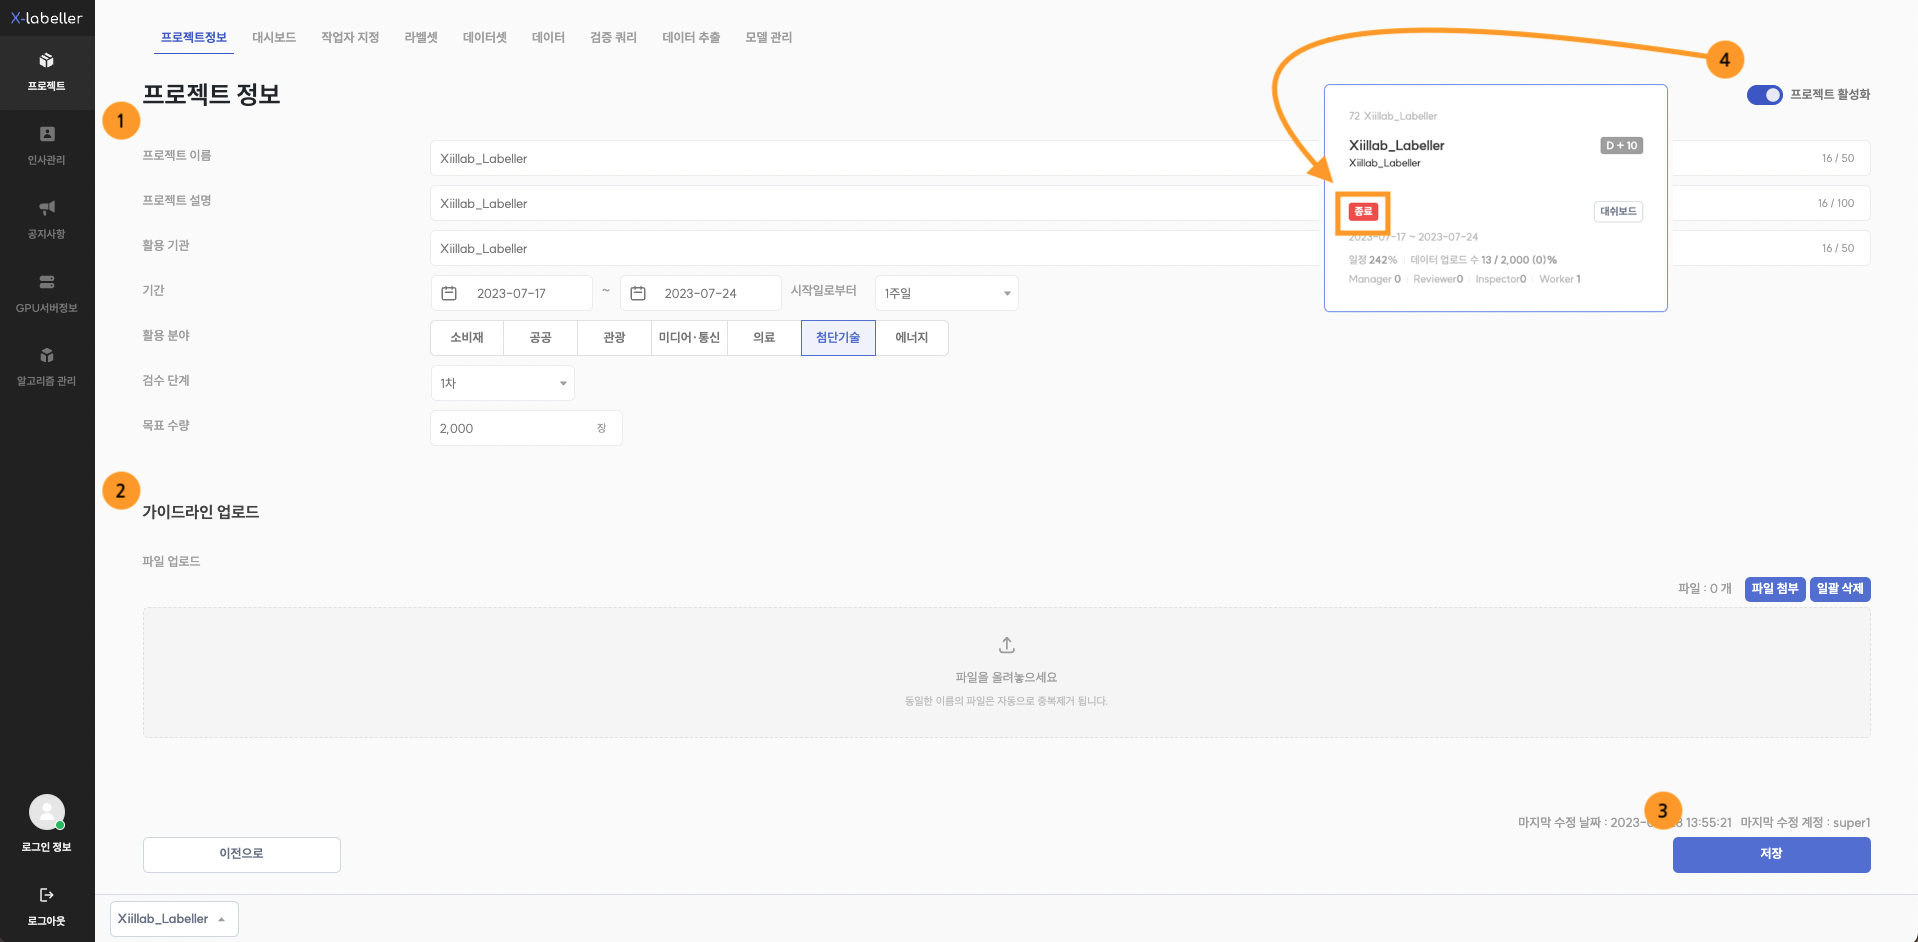 X-labeller
프로젝트
인사관리
공지사항
GPU서버정보
알고리즘 관리
로그인 정보
로그아웃
프로젝트정보 대시보드 작업자 지정 라벨셋 데이터셋 데이터 검증 쿼리 데이터 추출 모델 관리
4
프로젝트 정보
프로젝트 활성화
1
프로젝트 이름 Xiillab_Labeller 16 / 50
프로젝트 설명 Xiillab_Labeller 16 / 100
활용 기관 Xiillab_Labeller 16 / 50
기간 2023-07-17 ~ 2023-07-24 시작일로부터 1주일
활용 분야 소비재 공공 관광 미디어·통신 의료 첨단기술 에너지
검수 단계 1차
목표 수량 2,000 장
72 Xiillab_Labeller
Xiillab_Labeller D + 10
Xiillab_Labeller
종료 대쉬보드
2023-07-17 ~ 2023-07-24
일정 242% 데이터 업로드 수 13 / 2,000 (0)%
Manager 0 Reviewer0 Inspector0 Worker 1
2
가이드라인 업로드
파일 업로드
파일 : 0 개 파일 첨부 일괄 삭제
파일을 올려놓으세요
동일한 이름의 파일은 자동으로 중복제거 됩니다.
3
마지막 수정 날짜 : 13:55:21 마지막 수정 계정 : super1
이전으로 저장
Xiillab_Labeller